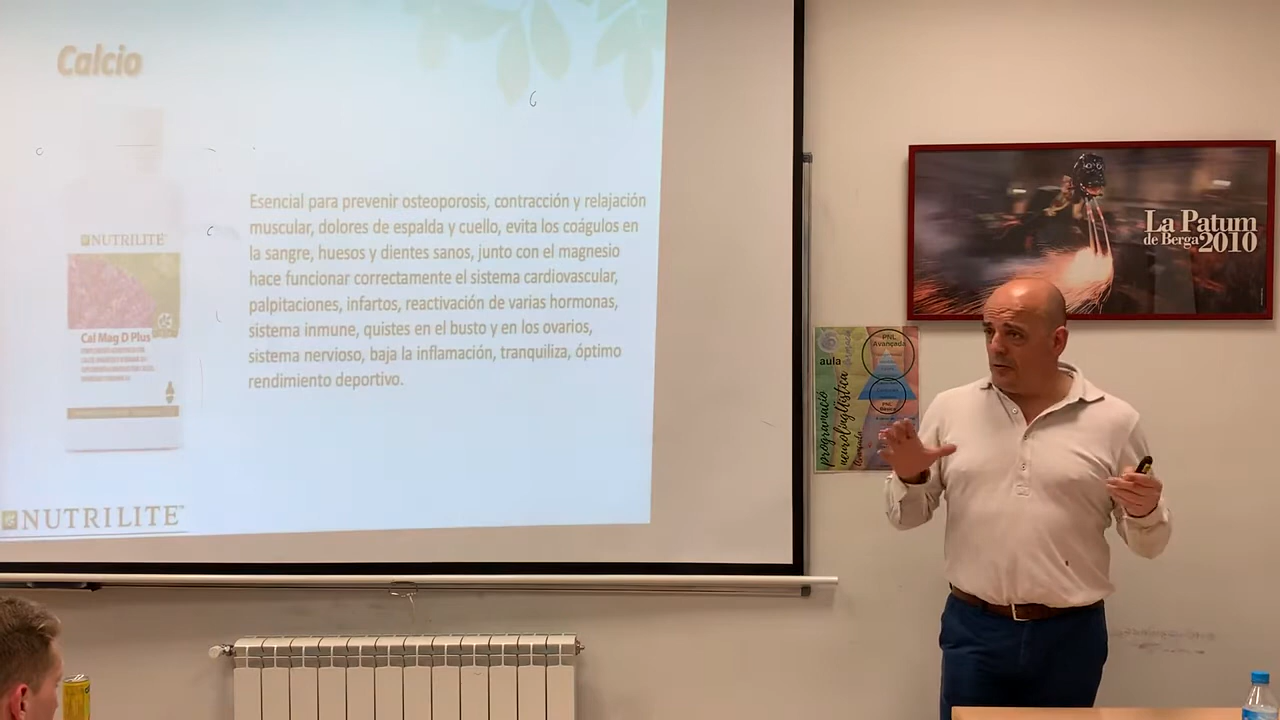 Calcio
NUTRILITE
Cal Mag D Plus
Esencial para prevenir osteoporosis, contracción y relajación
muscular, dolores de espalda y cuello, evita los coágulos en
la sangre, huesos y dientes sanos, junto con el magnesio
hace funcionar correctamente el sistema cardiovascular,
palpitaciones, infartos, reactivación de varias hormonas,
sistema inmune, quistes en el busto y en los ovarios,
sistema nervioso, baja la inflamación, tranquiliza, óptimo
rendimiento deportivo.
NUTRILITE™
La Patum
de Berga 2010
aula
PNL
Avançada
programació
neurolingüística
PNL